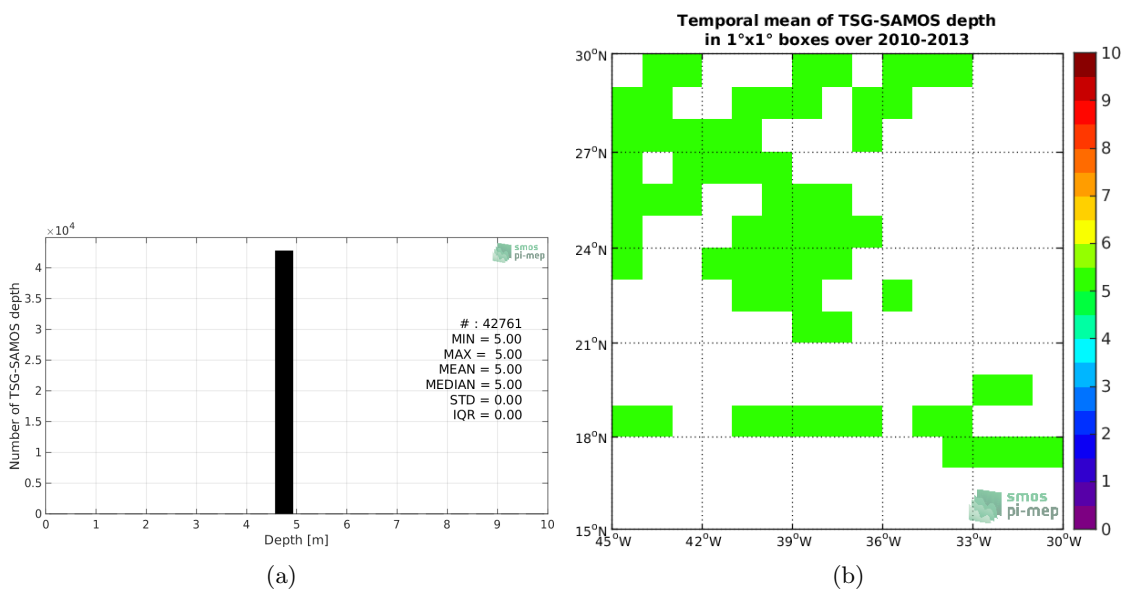 ×10⁴
4
3.5
3
2.5
2
1.5
1
0.5
0
Number of TSG-SAMOS depth
smos
pi-mep
# : 42761
MIN = 5.00
MAX = 5.00
MEAN = 5.00
MEDIAN = 5.00
STD = 0.00
IQR = 0.00
0 1 2 3 4 5 6 7 8 9 10
Depth [m]
(a)
Temporal mean of TSG-SAMOS depth
in 1°x1° boxes over 2010-2013
30°N
27°N
24°N
21°N
18°N
15°N
45°W 42°W 39°W 36°W 33°W 30°W
smos
pi-mep
10
9
8
7
6
5
4
3
2
1
0
(b)